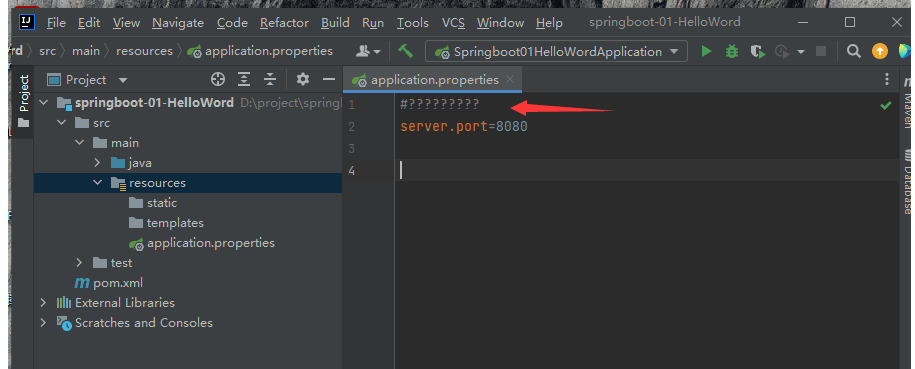 File Edit View Navigate Code Refactor Build Run Tools VCS Window Help springboot-01-HelloWord
rd src main resources application.properties Springboot01HelloWordApplication
Project
Project
application.properties
springboot-01-HelloWord D:\project\spring
src
main
java
resources
static
templates
application.properties
test
pom.xml
External Libraries
Scratches and Consoles
1 #?????????
2 server.port=8080
3
4
Maven
Database